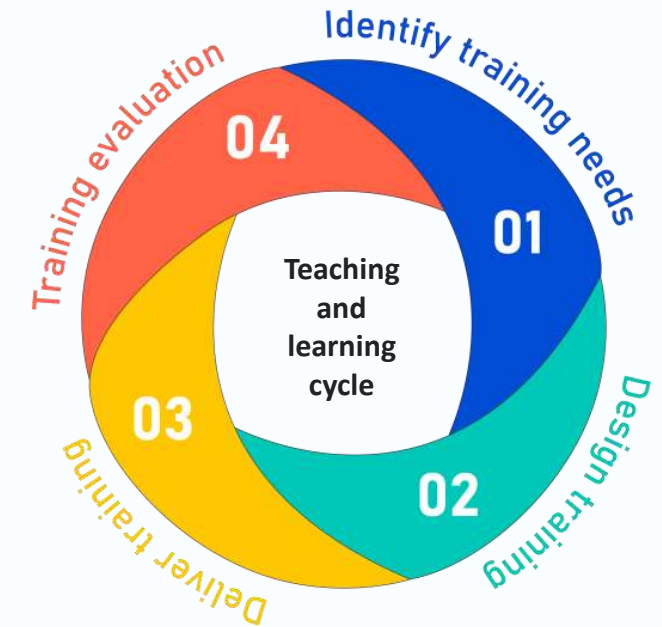 Identify training needs
01
Design training
02
Deliver training
03
Training evaluation
04
Teaching
and
learning
cycle